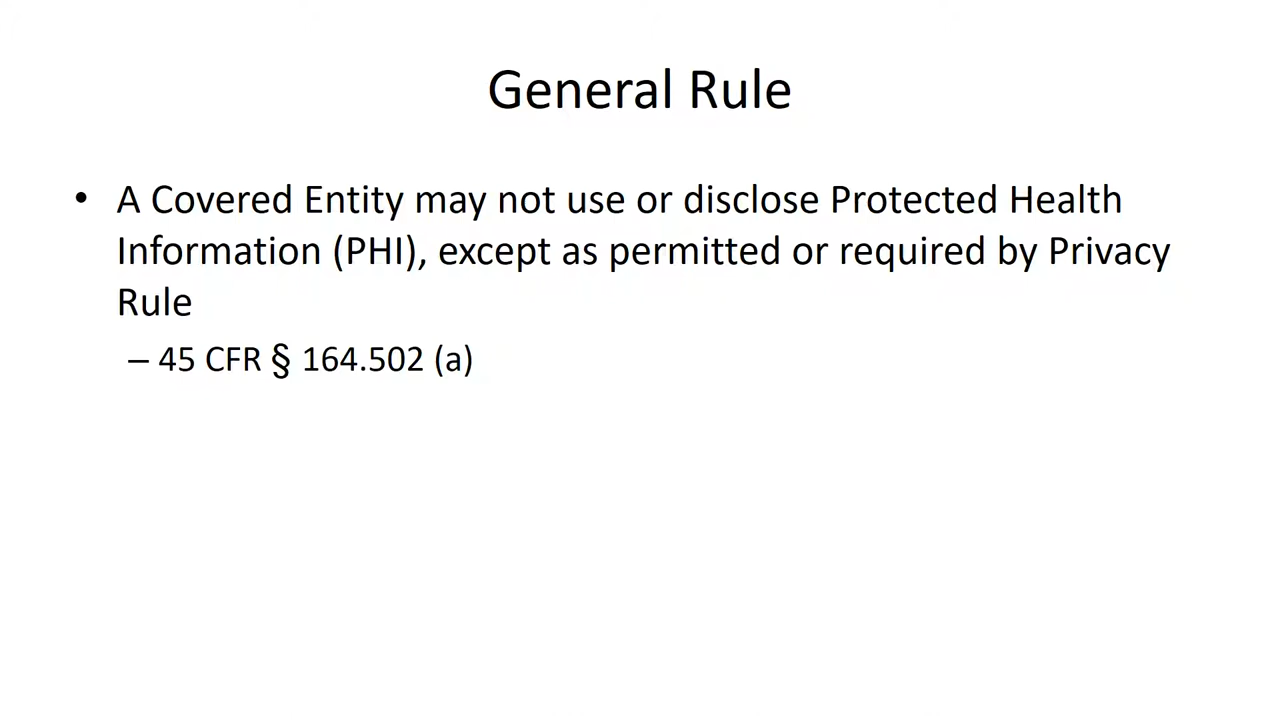 General Rule
• A Covered Entity may not use or disclose Protected Health
Information (PHI), except as permitted or required by Privacy
Rule
– 45 CFR § 164.502 (a)